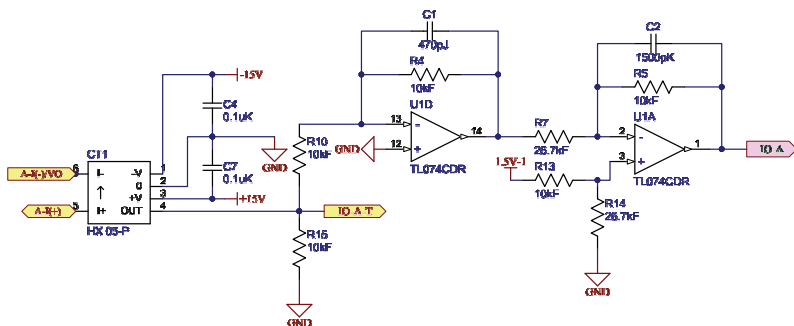 C1
470pJ
R4
10kF
U1D
13
12
14
GND
TL074CDR
C2
1500pK
R5
10kF
U1A
2
3
1
TL074CDR
IQ A
R7
26.7kF
1.5V-1
R13
10kF
R14
26.7kF
GND
-15V
C4
0.1uK
GND
C7
0.1uK
+15V
R10
10kF
CT1
A-I(-)/VO
6
I-
-V
1
0
2
+V
3
A-I(+)
5
I+
OUT
4
HX 05-P
IQ A T
R15
10kF
GND